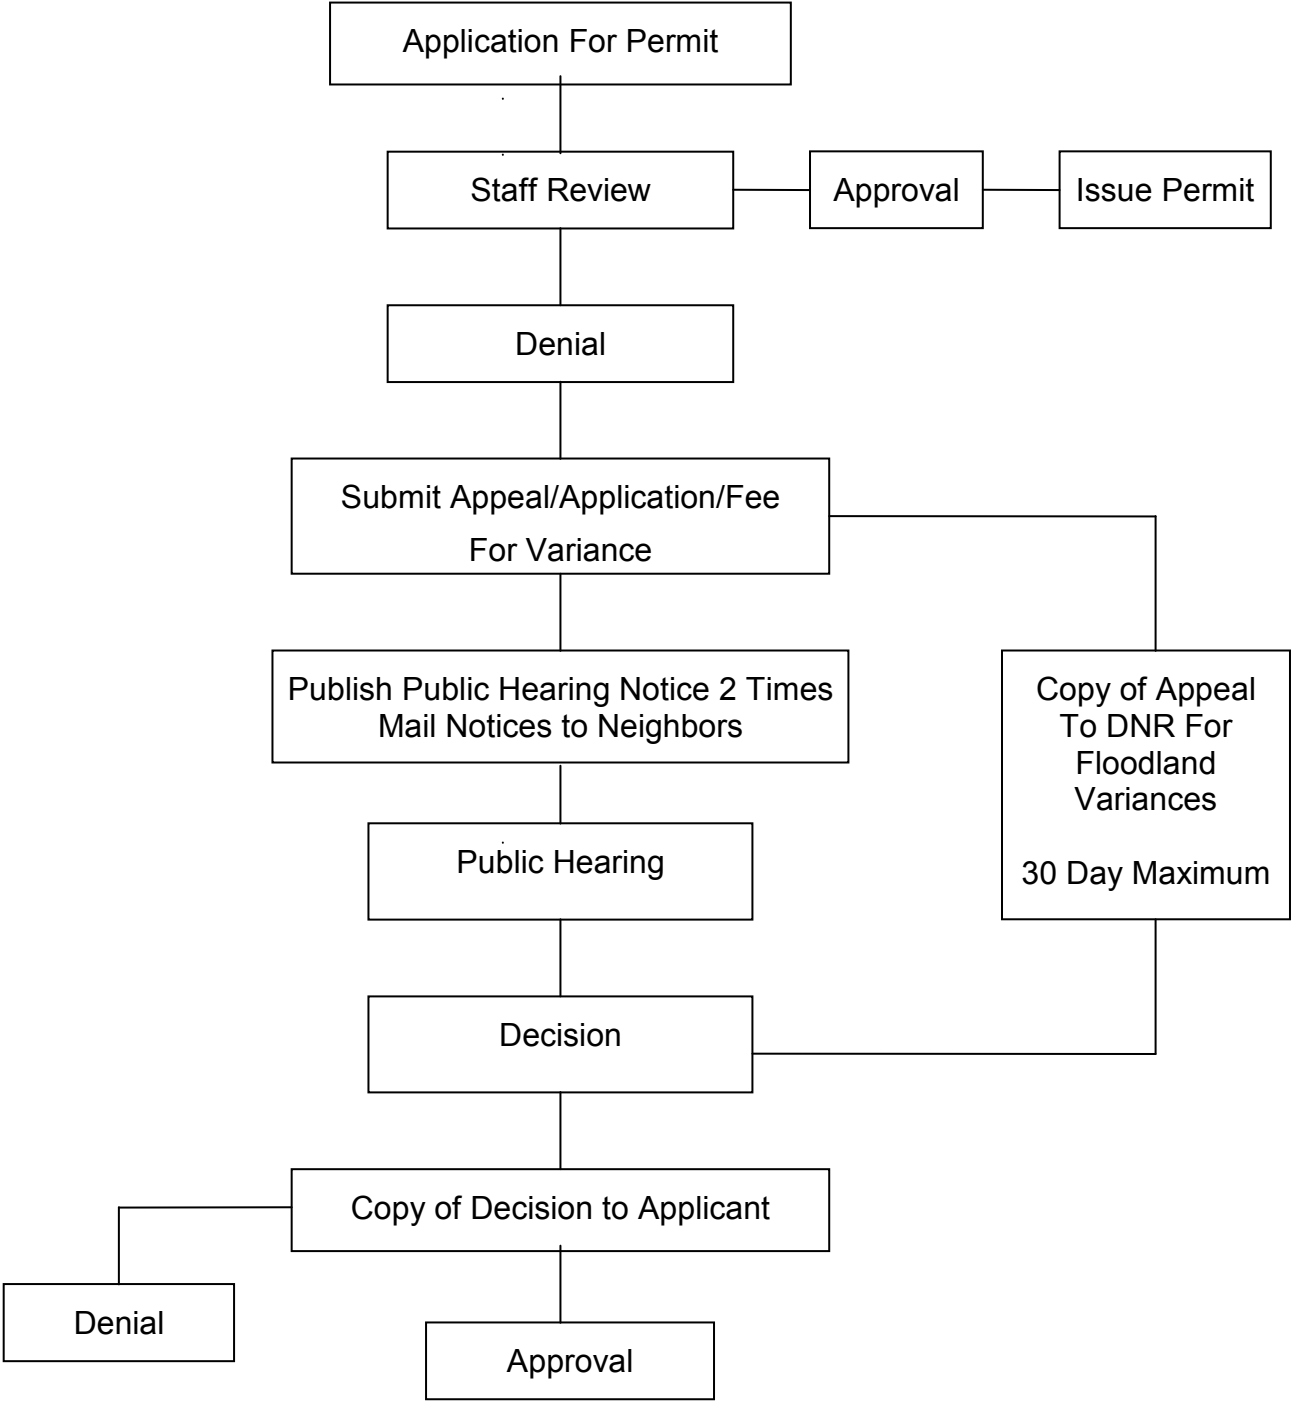 Application For Permit
Staff Review
Approval
Issue Permit
Denial
Submit Appeal/Application/Fee
For Variance
Publish Public Hearing Notice 2 Times
Mail Notices to Neighbors
Copy of Appeal
To DNR For
Floodland
Variances
30 Day Maximum
Public Hearing
Decision
Copy of Decision to Applicant
Denial
Approval